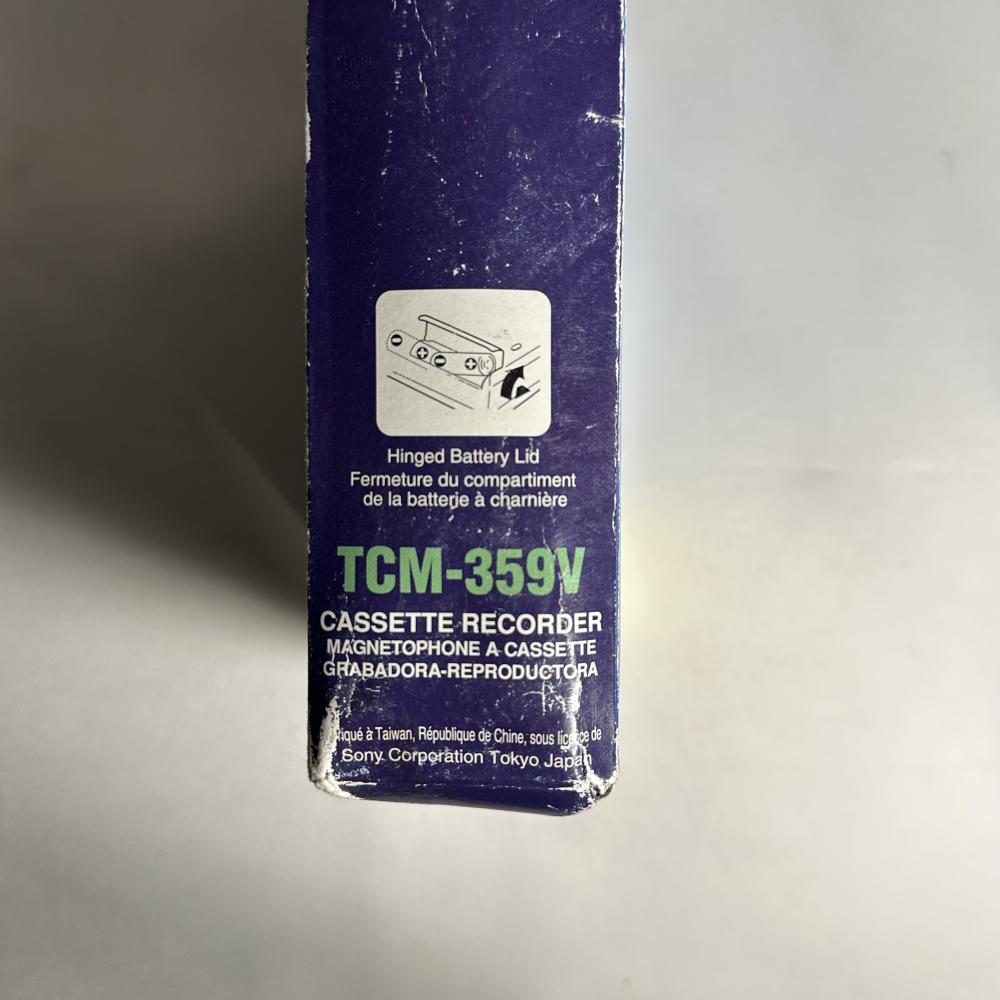 Hinged Battery Lid
Fermeture du compartiment
de la batterie à charnière
TCM-359V
CASSETTE RECORDER
MAGNETOPHONE A CASSETTE
GRABADORA-REPRODUCTORA
à Taiwan, République de Chine, sous licence de
Sony Corporation Tokyo Japan